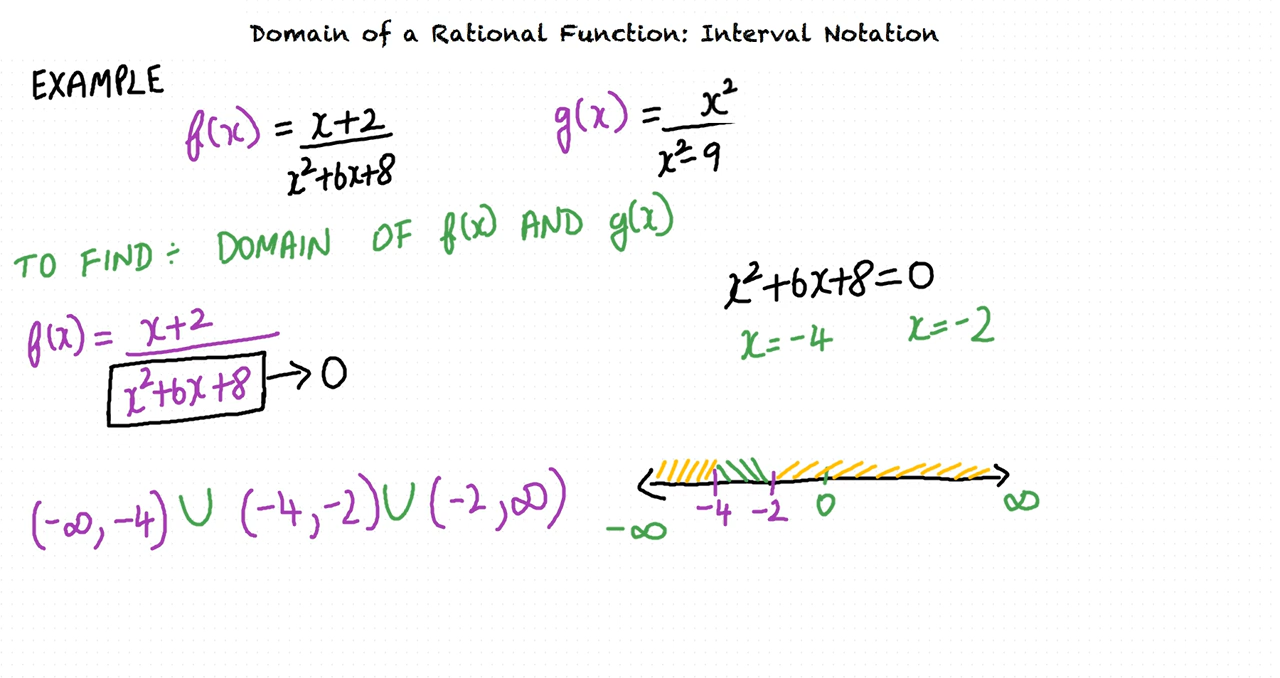 Domain of a Rational Function: Interval Notation
EXAMPLE
f(x) = x+2 / x²+6x+8
g(x) = x² / x²-9
TO FIND ÷ DOMAIN OF f(x) AND g(x)
x²+6x+8=0
x=-4 x=-2
f(x) = x+2 / x²+6x+8 → 0
(-∞,-4) ∪ (-4,-2) ∪ (-2,∞)
-4 -2 0
-∞ ∞